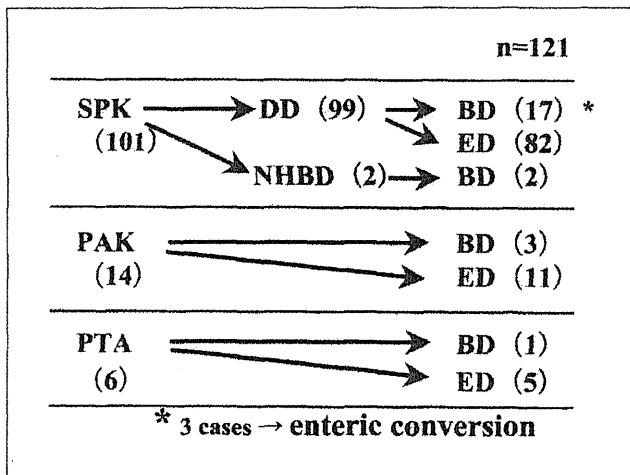 n=121
SPK → DD (99) → BD (17) *
(101) ED (82)
NHBD (2) → BD (2)
PAK BD (3)
(14) ED (11)
PTA BD (1)
(6) ED (5)
* 3 cases → enteric conversion